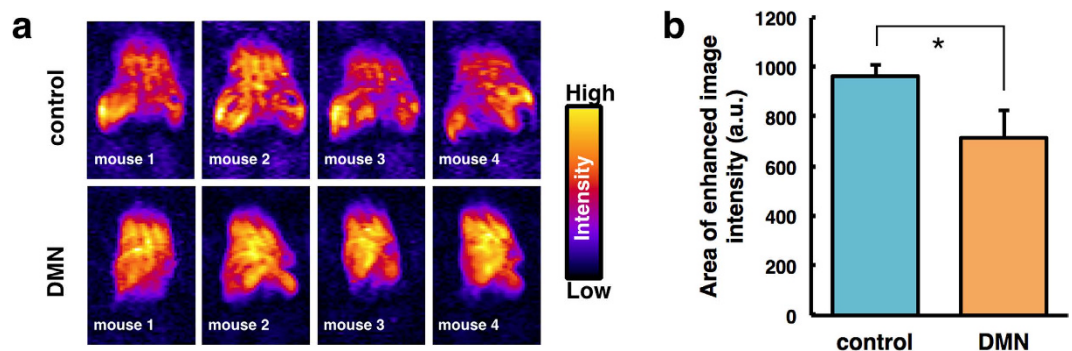 a
control
mouse 1
mouse 2
mouse 3
mouse 4
DMN
mouse 1
mouse 2
mouse 3
mouse 4
High
Intensity
Low
b
Area of enhanced image
intensity (a.u.)
1200
1000
800
600
400
200
0
*
control
DMN